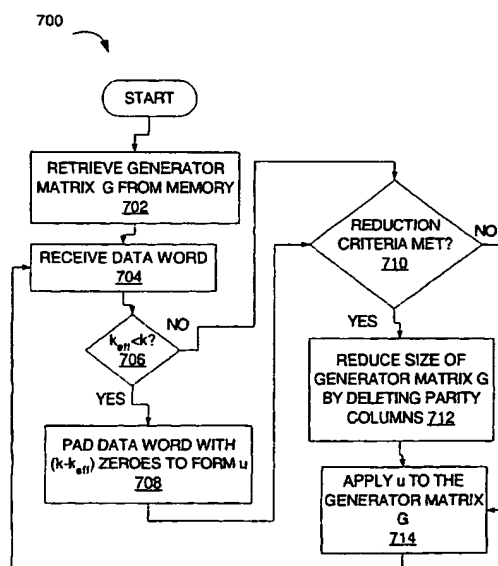 700
START
RETRIEVE GENERATOR
MATRIX G FROM MEMORY
702
RECEIVE DATA WORD
704
k_eff<k?
706
NO
YES
PAD DATA WORD WITH
(k-k_eff) ZEROES TO FORM u
708
REDUCTION
CRITERIA MET?
710
NO
YES
REDUCE SIZE OF
GENERATOR MATRIX G
BY DELETING PARITY
COLUMNS 712
APPLY u TO THE
GENERATOR MATRIX
G
714